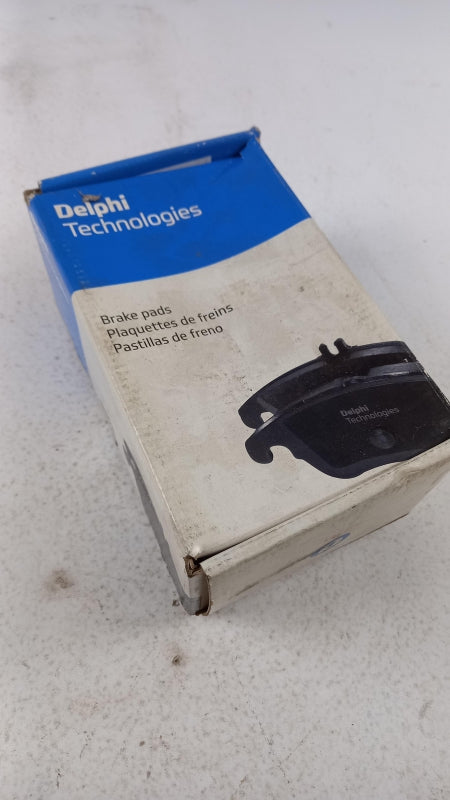 Delphi
Technologies
Brake pads
Plaquettes de freins
Pastillas de freno
Delphi
Technologies